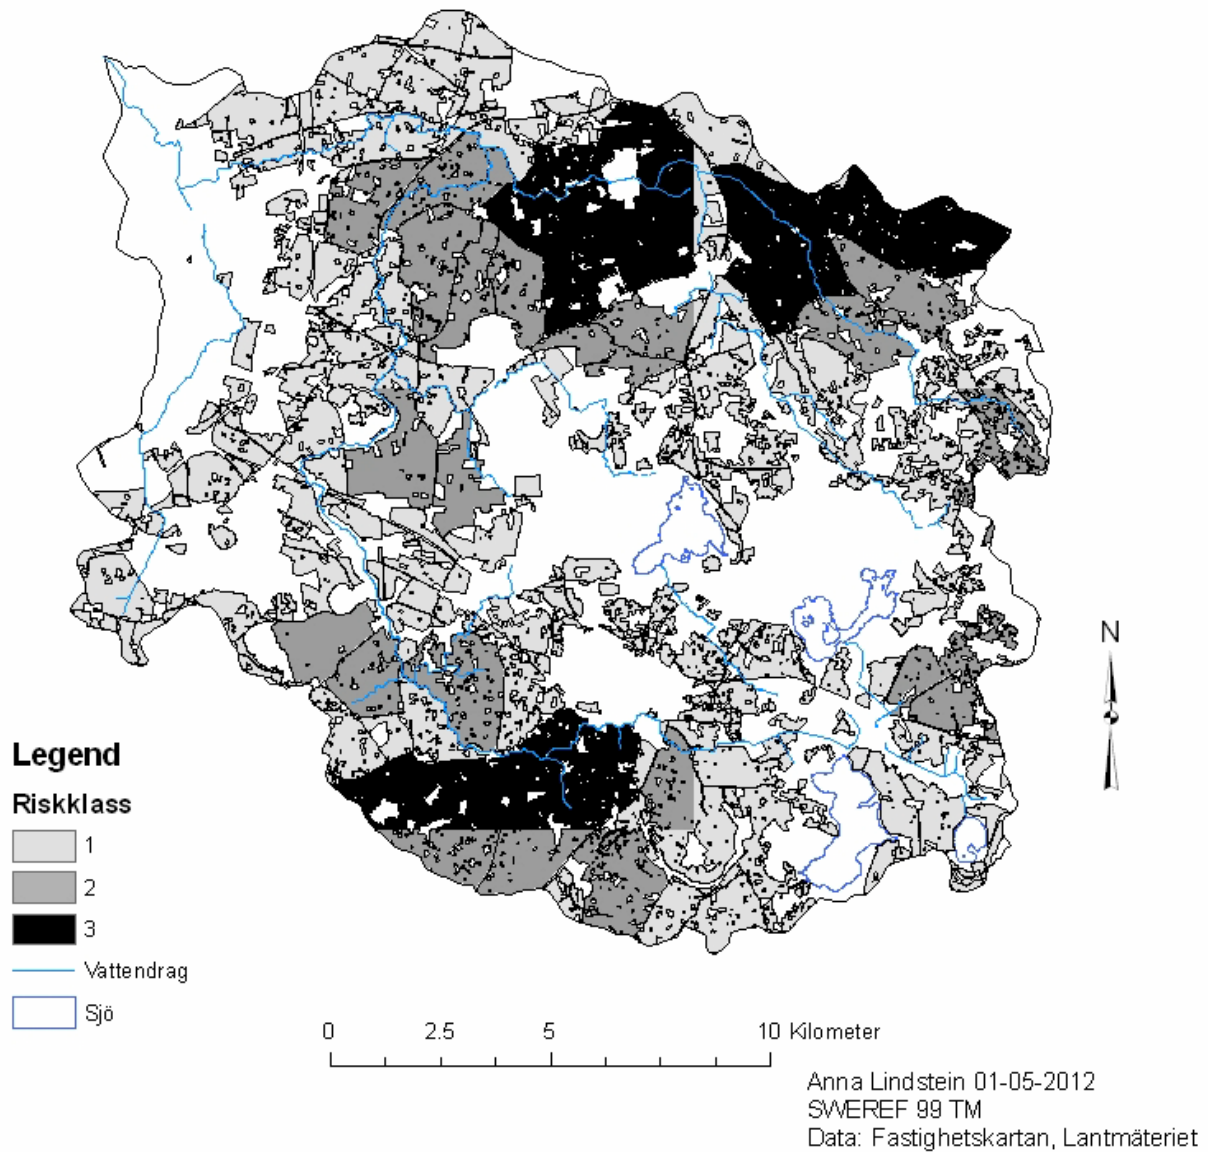 N
Legend
Riskklass
1
2
3
Vattendrag
Sjö
0 2.5 5 10 Kilometer
Anna Lindstein 01-05-2012
SWEREF 99 TM
Data: Fastighetskartan, Lantmäteriet